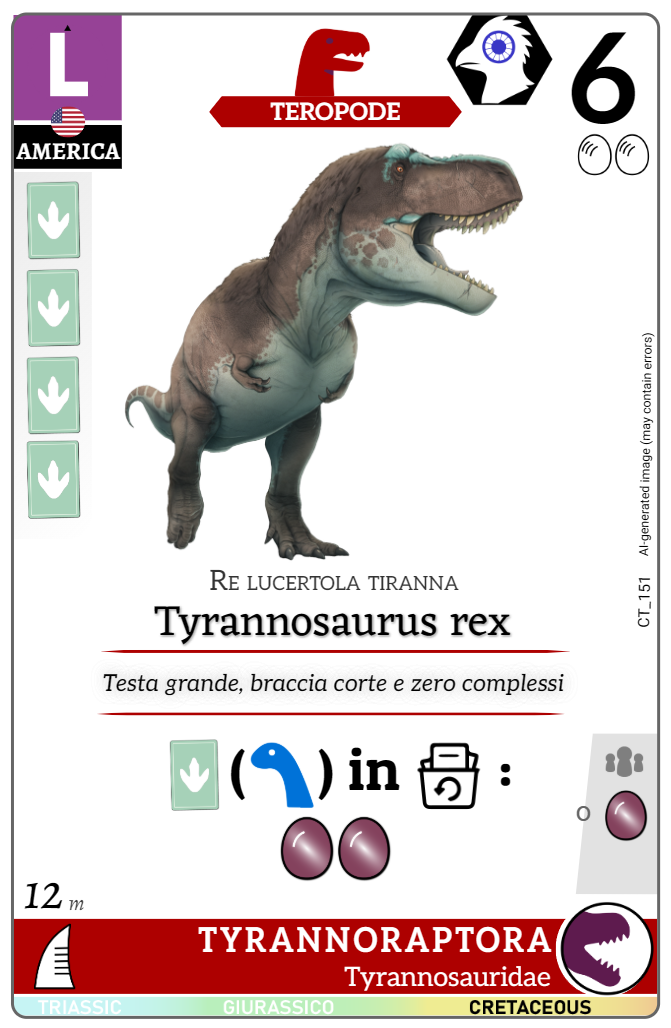 L
AMERICA
TEROPODE
6
AI-generated image (may contain errors)
CT_151
RE LUCERTOLA TIRANNA
Tyrannosaurus rex
Testa grande, braccia corte e zero complessi
( ) in :
O
12 m
TYRANNORAPTORA
Tyrannosauridae
TRIASSIC GIURASSICO CRETACEOUS